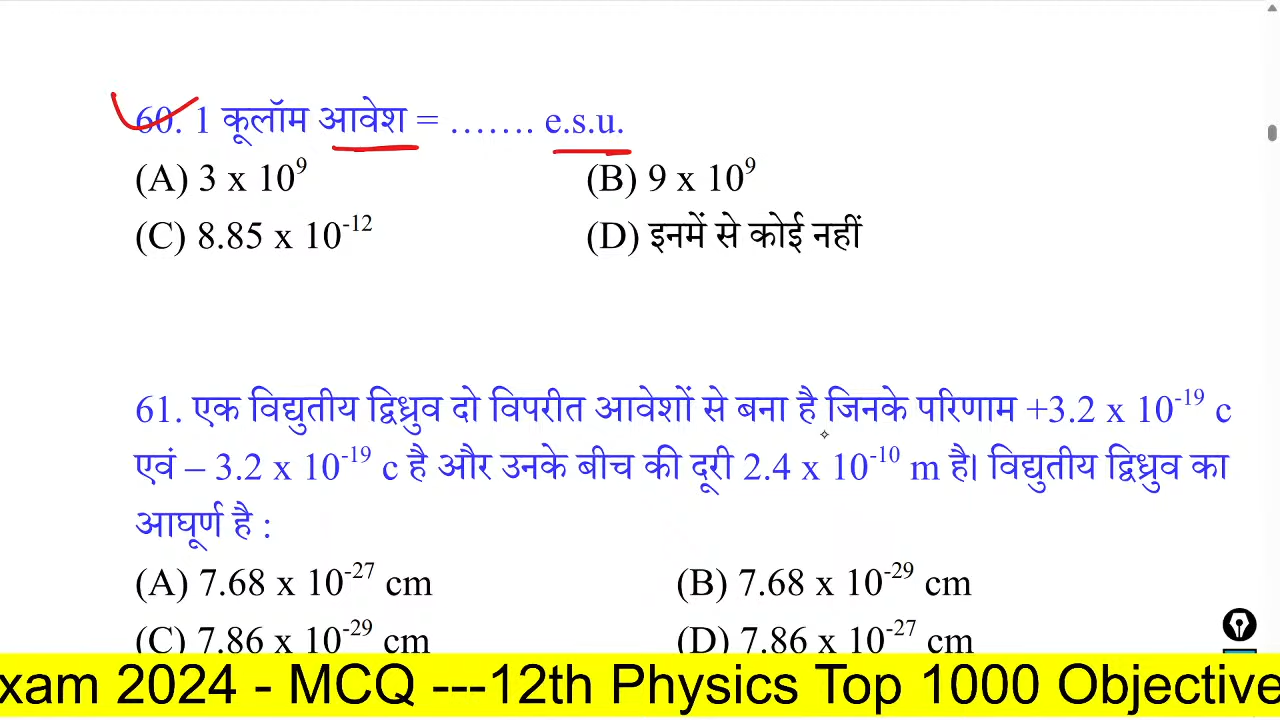 60. 1 कूलॉम आवेश = ……. e.s.u.
(A) 3 x 10⁹ (B) 9 x 10⁹
(C) 8.85 x 10⁻¹² (D) इनमें से कोई नहीं
61. एक विद्युतीय द्विध्रुव दो विपरीत आवेशों से बना है जिनके परिणाम +3.2 x 10⁻¹⁹ c
एवं – 3.2 x 10⁻¹⁹ c है और उनके बीच की दूरी 2.4 x 10⁻¹⁰ m है। विद्युतीय द्विध्रुव का
आघूर्ण है :
(A) 7.68 x 10⁻²⁷ cm (B) 7.68 x 10⁻²⁹ cm
(C) 7.86 x 10⁻²⁹ cm (D) 7.86 x 10⁻²⁷ cm
xam 2024 - MCQ ---12th Physics Top 1000 Objective